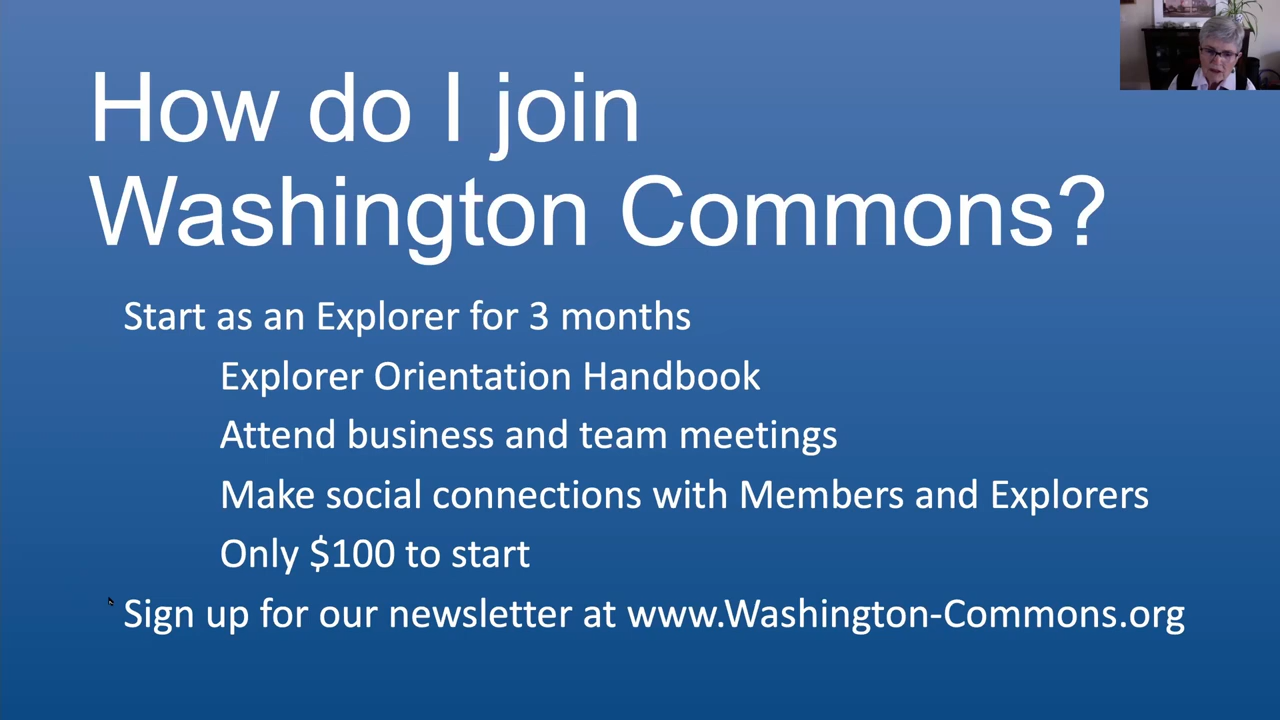 How do I join
Washington Commons?
Start as an Explorer for 3 months
Explorer Orientation Handbook
Attend business and team meetings
Make social connections with Members and Explorers
Only $100 to start
Sign up for our newsletter at www.Washington-Commons.org